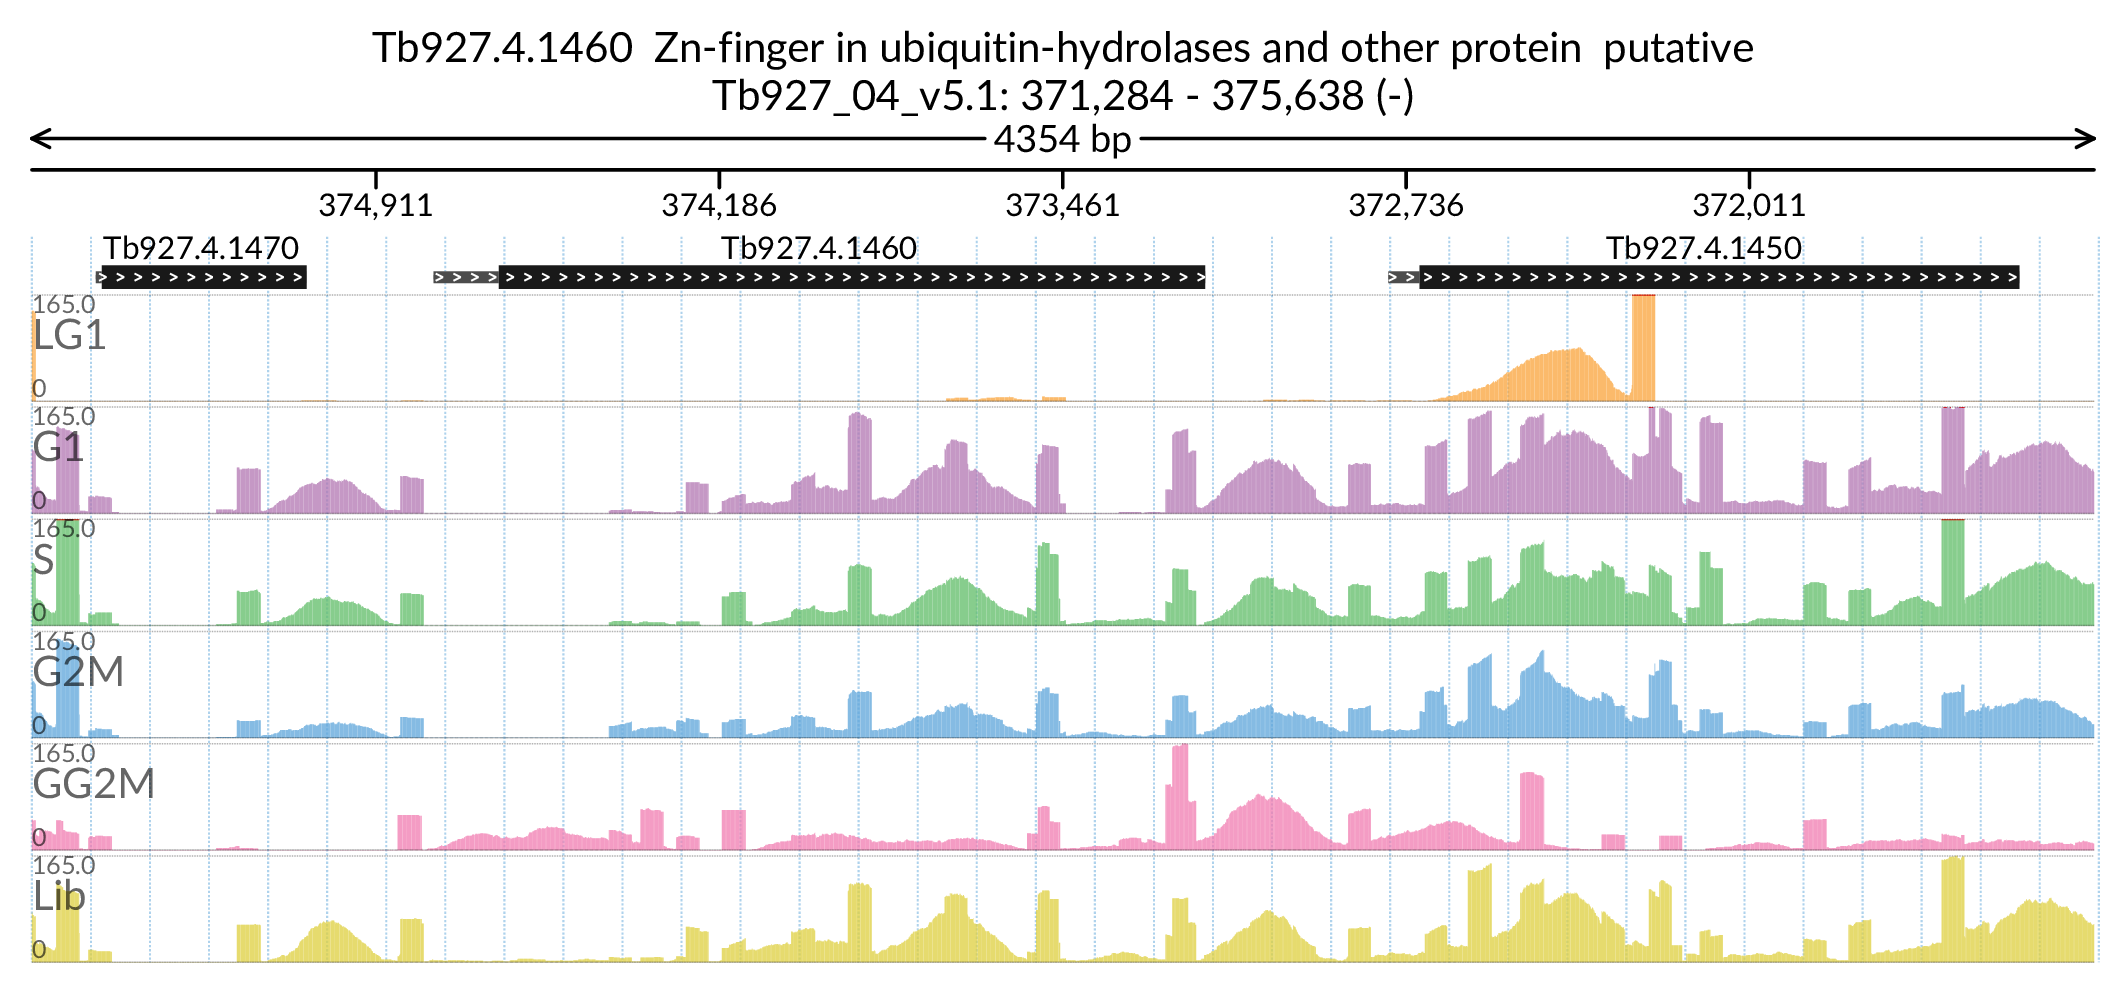 Tb927.4.1460  Zn-finger in ubiquitin-hydrolases and other protein  putative
Tb927_04_v5.1: 371,284 - 375,638 (-)
4354 bp
374,911 374,186 373,461 372,736 372,011
Tb927.4.1470 Tb927.4.1460 Tb927.4.1450
165.0
LG1
0
165.0
G1
0
165.0
S
0
165.0
G2M
0
165.0
GG2M
0
165.0
Lib
0